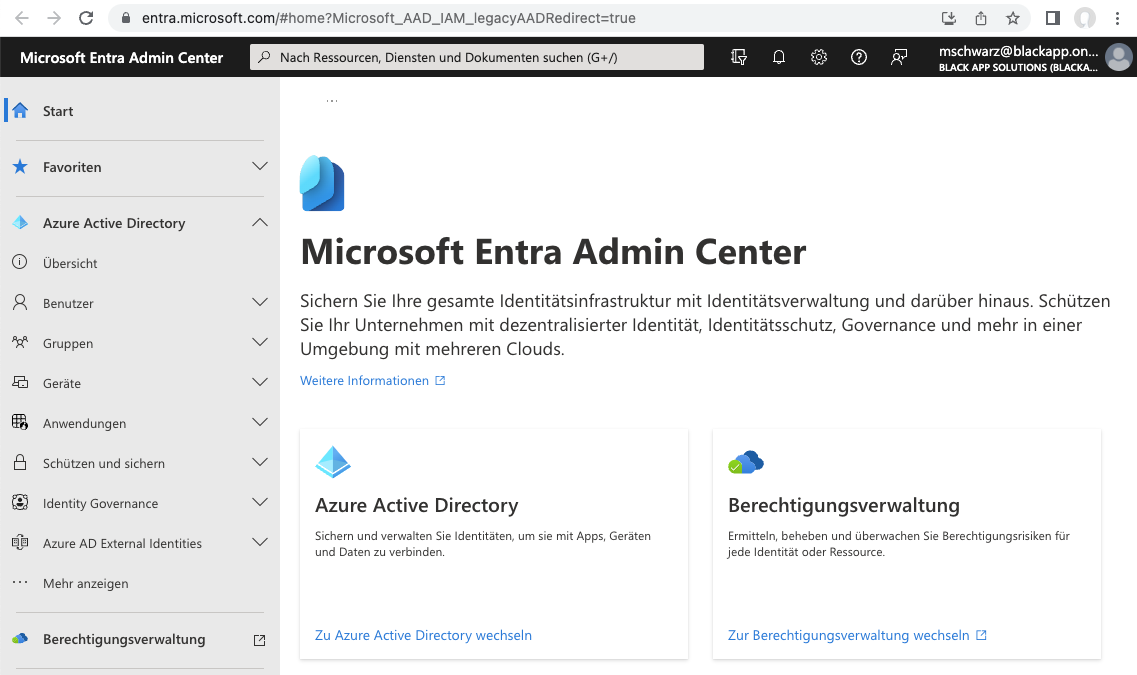 entra.microsoft.com/#home?Microsoft_AAD_IAM_legacyAADRedirect=true
Microsoft Entra Admin Center
Nach Ressourcen, Diensten und Dokumenten suchen (G+/)
mschwarz@blackapp.on...
BLACK APP SOLUTIONS (BLACKA...
Start
Favoriten
Azure Active Directory
Übersicht
Benutzer
Gruppen
Geräte
Anwendungen
Schützen und sichern
Identity Governance
Azure AD External Identities
Mehr anzeigen
Berechtigungsverwaltung
...
Microsoft Entra Admin Center
Sichern Sie Ihre gesamte Identitätsinfrastruktur mit Identitätsverwaltung und darüber hinaus. Schützen
Sie Ihr Unternehmen mit dezentralisierter Identität, Identitätsschutz, Governance und mehr in einer
Umgebung mit mehreren Clouds.
Weitere Informationen
Azure Active Directory
Sichern und verwalten Sie Identitäten, um sie mit Apps, Geräten
und Daten zu verbinden.
Zu Azure Active Directory wechseln
Berechtigungsverwaltung
Ermitteln, beheben und überwachen Sie Berechtigungsrisiken für
jede Identität oder Ressource.
Zur Berechtigungsverwaltung wechseln